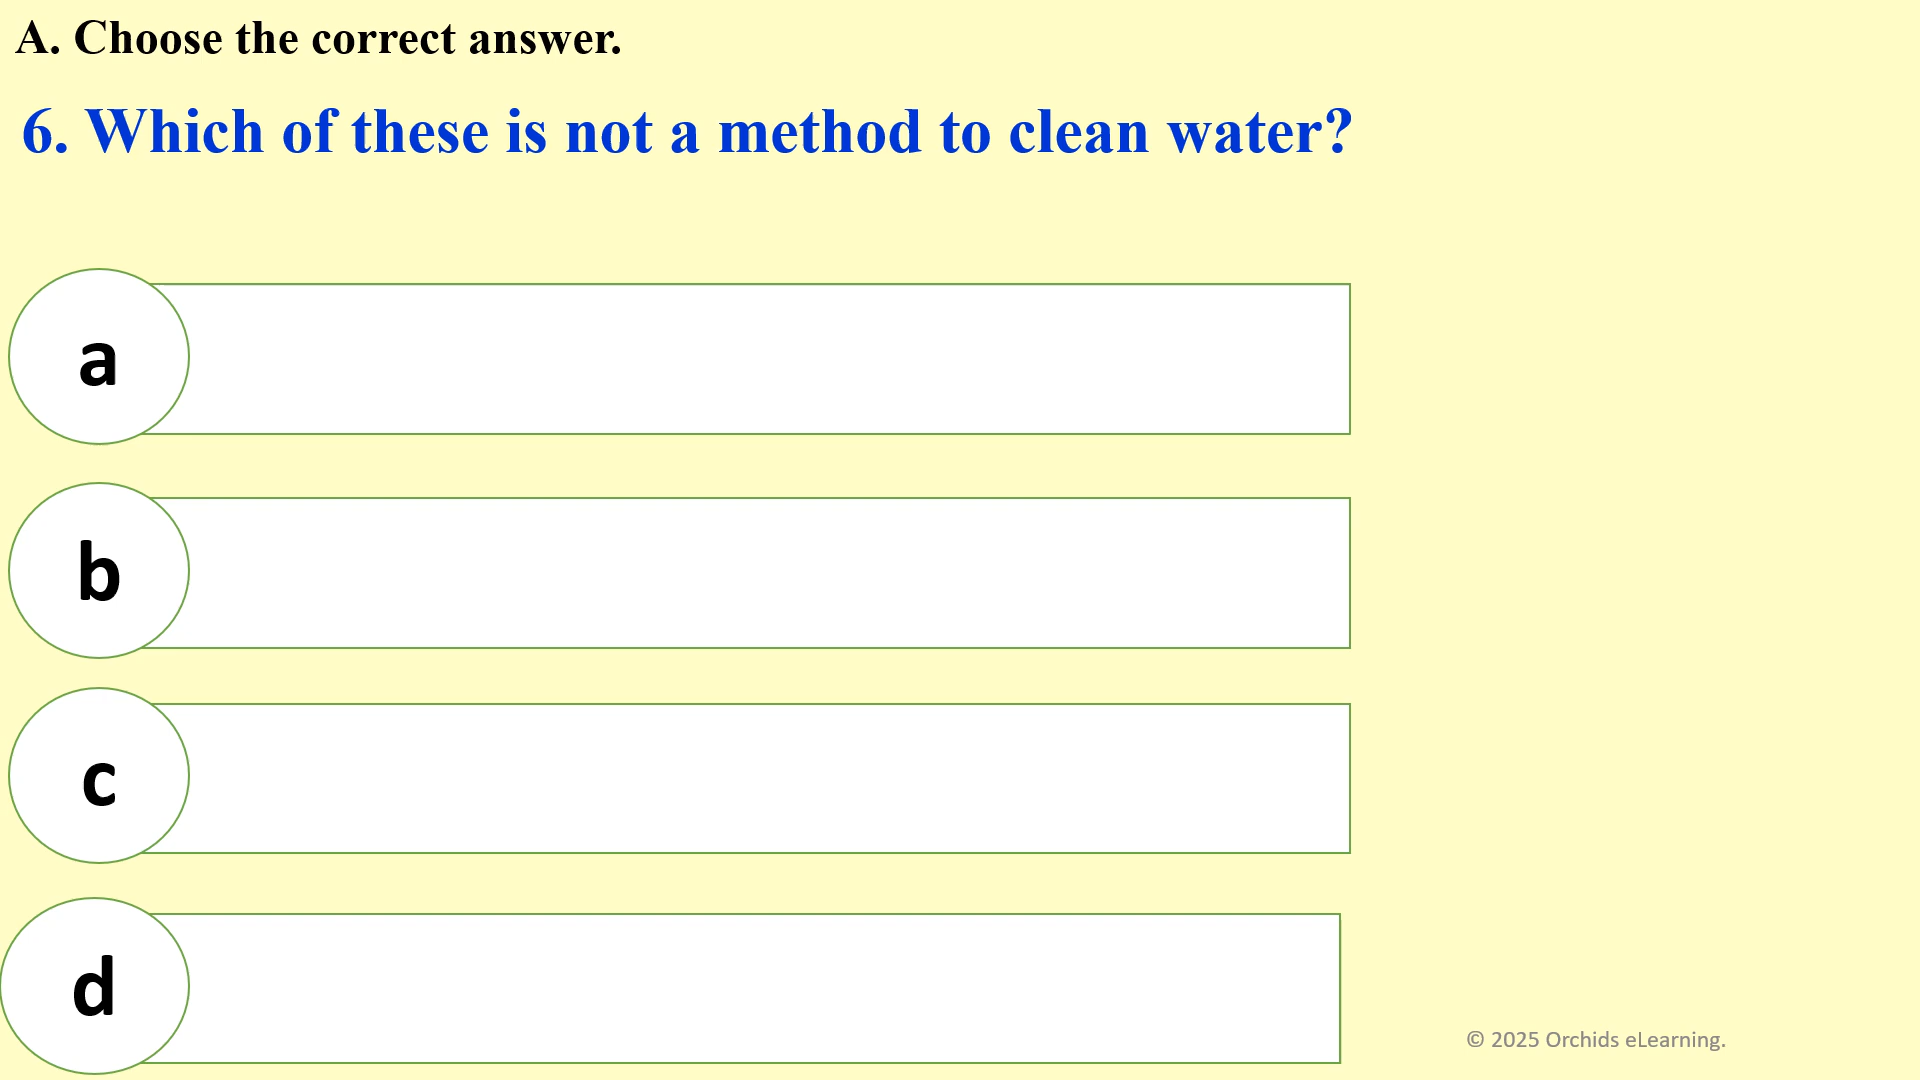 A. Choose the correct answer.
6. Which of these is not a method to clean water?
a
b
c
d
© 2025 Orchids eLearning.